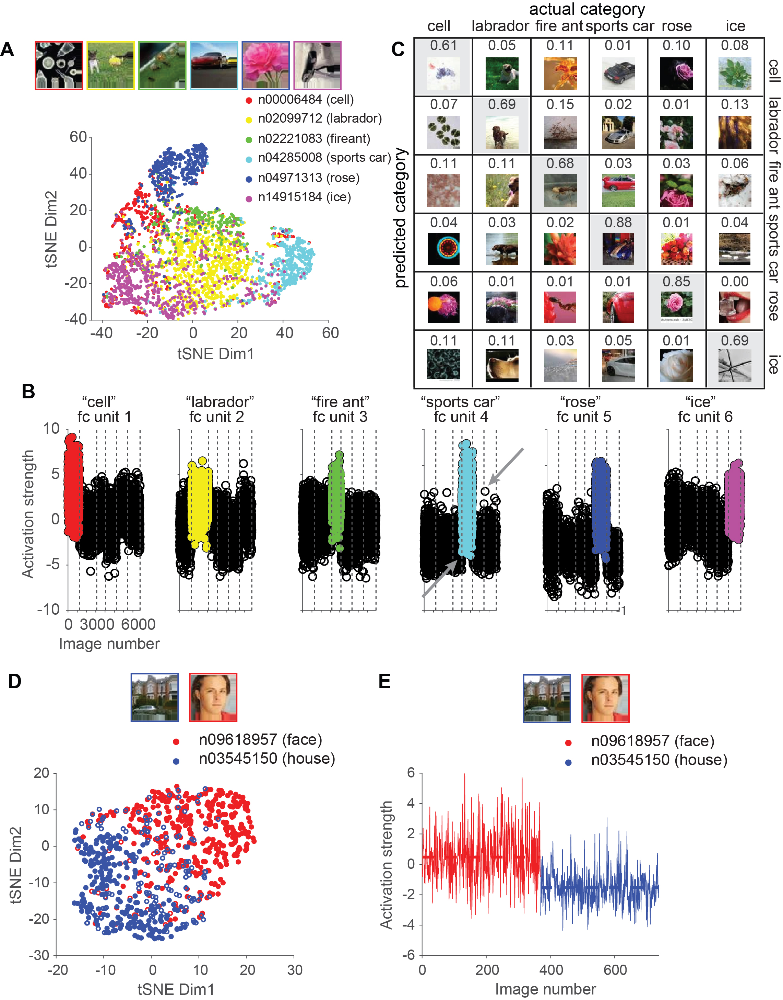 A
n00006484 (cell)
n02099712 (labrador)
n02221083 (fireant)
n04285008 (sports car)
n04971313 (rose)
n14915184 (ice)
60
40
20
0
-20
-40
tSNE Dim2
-40 -20 0 20 40 60
tSNE Dim1
C
actual category
cell labrador fire ant sports car rose ice
predicted category
0.61 0.05 0.11 0.01 0.10 0.08
cell
0.07 0.69 0.15 0.02 0.01 0.13
labrador
0.11 0.11 0.68 0.03 0.03 0.06
fire ant
0.04 0.03 0.02 0.88 0.01 0.04
sports car
0.06 0.01 0.01 0.01 0.85 0.00
rose
0.11 0.11 0.03 0.05 0.01 0.69
ice
B
“cell” “labrador” “fire ant” “sports car” “rose” “ice”
fc unit 1 fc unit 2 fc unit 3 fc unit 4 fc unit 5 fc unit 6
10
5
0
-5
-10
Activation strength
-1
0 3000 6000
Image number
D
n09618957 (face)
n03545150 (house)
20
10
0
-10
-20
-30
tSNE Dim2
-20 -10 0 10 20 30
tSNE Dim1
E
n09618957 (face)
n03545150 (house)
6
4
2
0
-2
-4
-6
Activation strength
0 200 400 600
Image number